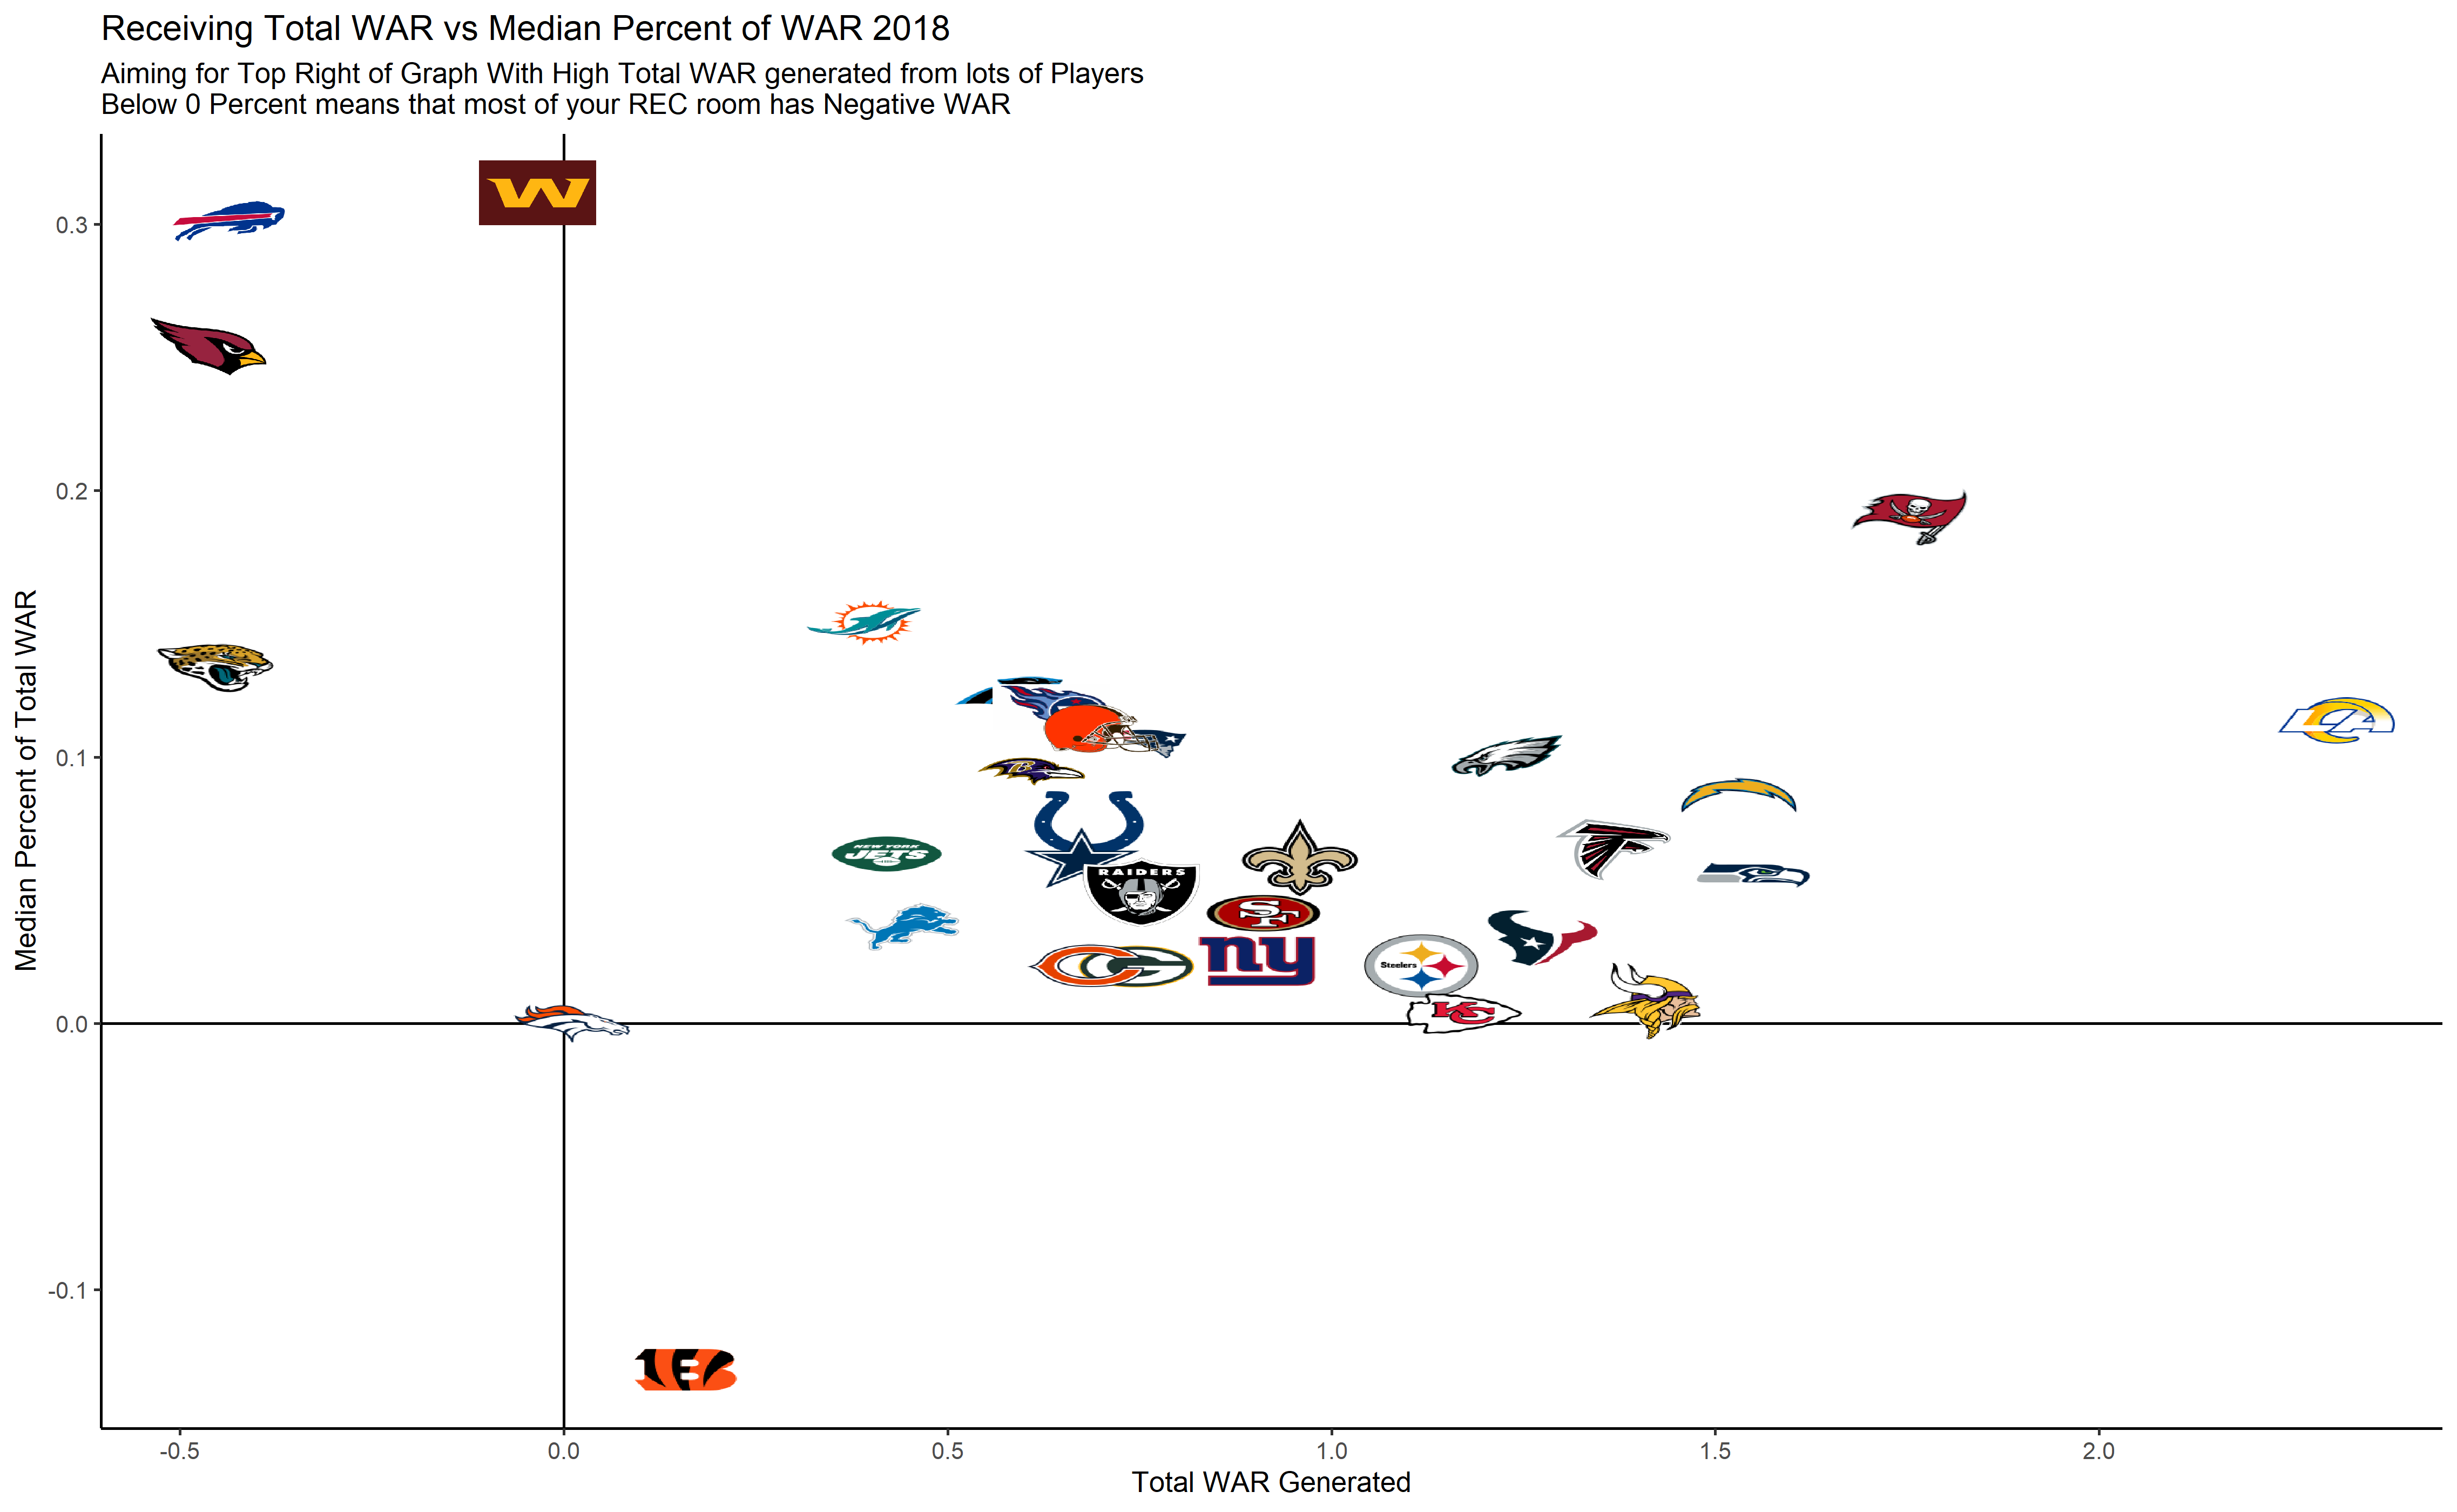 Receiving Total WAR vs Median Percent of WAR 2018
Aiming for Top Right of Graph With High Total WAR generated from lots of Players
Below 0 Percent means that most of your REC room has Negative WAR
Median Percent of Total WAR
0.3
0.2
0.1
0.0
-0.1
W
LA
B
NEW YORK
JETS
RAIDERS
SF
ny
C
G
Steelers
KC
B
-0.5
0.0
0.5
1.0
1.5
2.0
Total WAR Generated